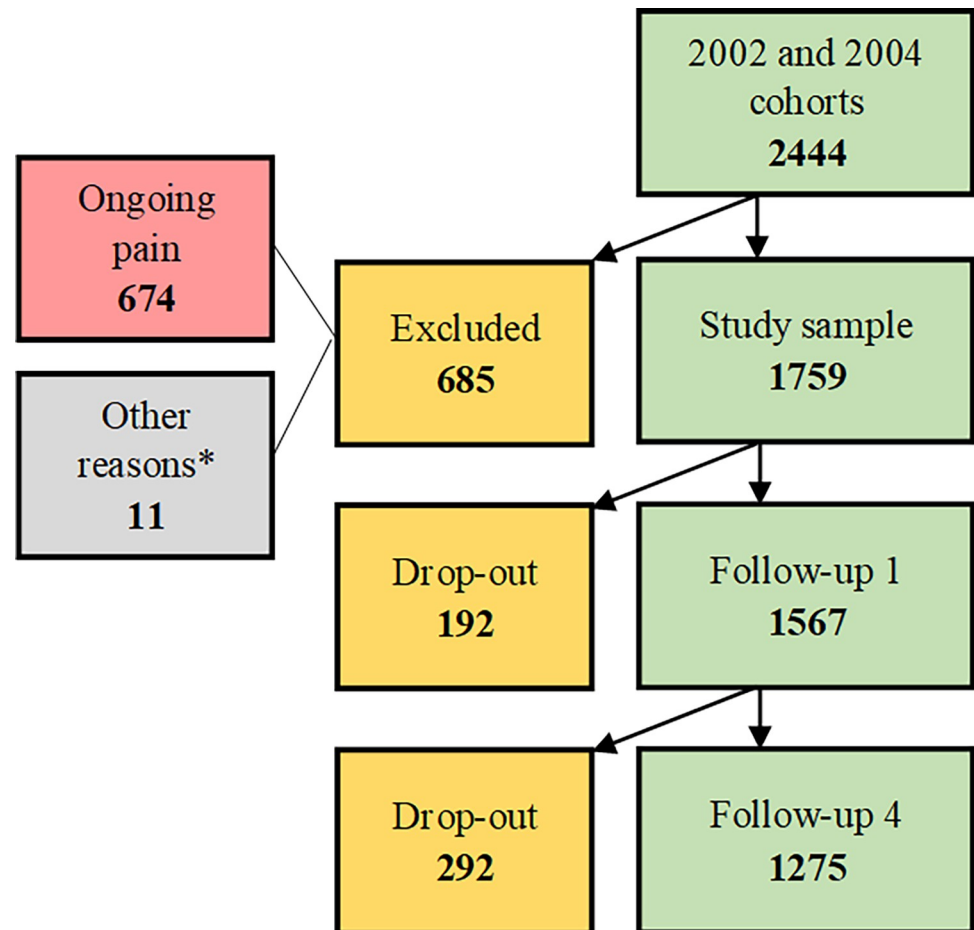 2002 and 2004
cohorts
2444
Ongoing
pain
674
Excluded
685
Study sample
1759
Other
reasons*
11
Drop-out
192
Follow-up 1
1567
Drop-out
292
Follow-up 4
1275